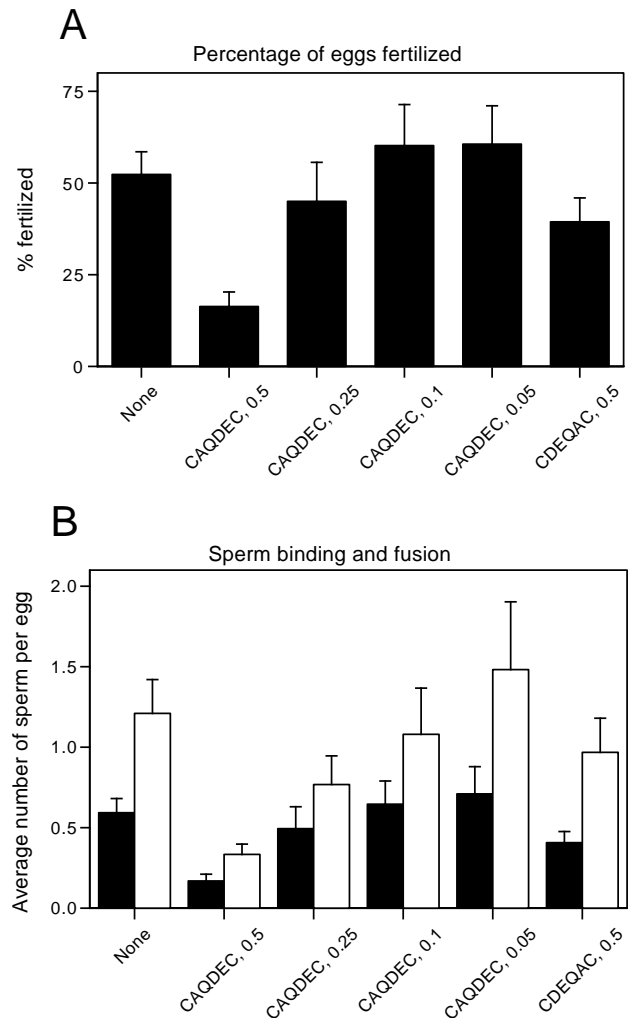 A
Percentage of eggs fertilized
% fertilized
75
50
25
0
None
CAQDEC, 0.5
CAQDEC, 0.25
CAQDEC, 0.1
CAQDEC, 0.05
CDEQAC, 0.5
B
Sperm binding and fusion
Average number of sperm per egg
2.0
1.5
1.0
0.5
0.0
None
CAQDEC, 0.5
CAQDEC, 0.25
CAQDEC, 0.1
CAQDEC, 0.05
CDEQAC, 0.5